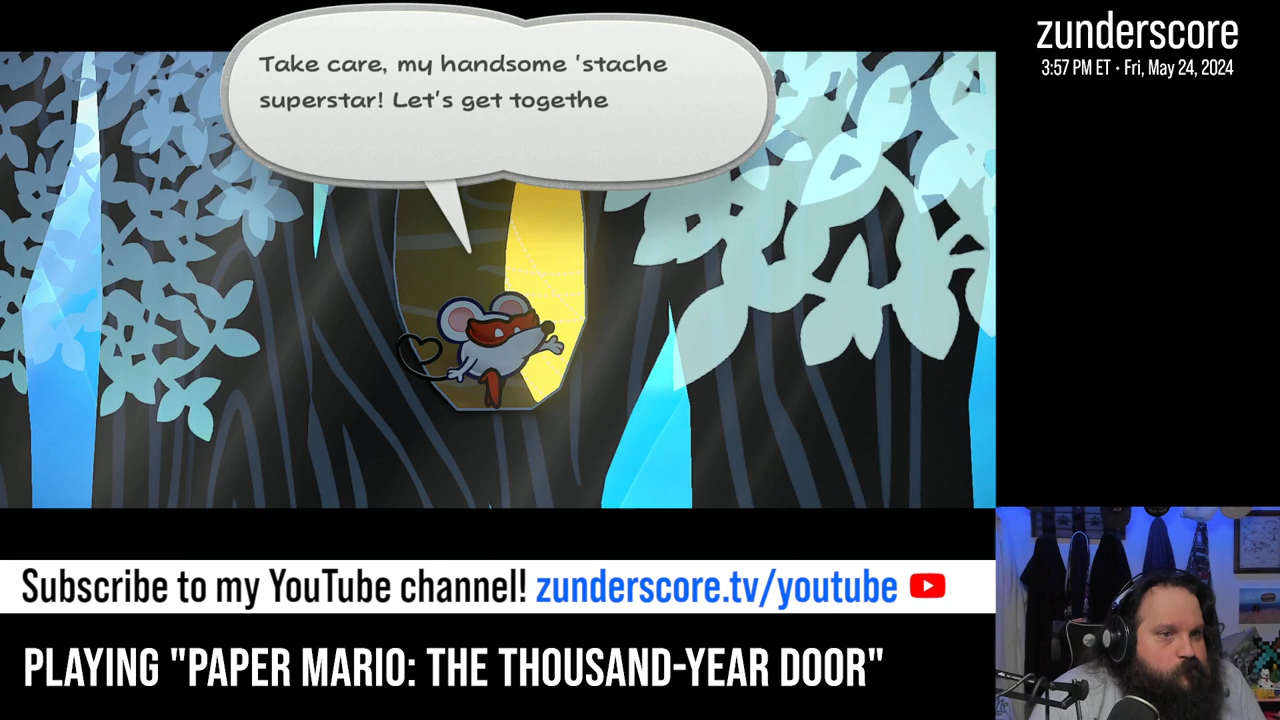 Take care, my handsome 'stache
superstar! Let's get togethe
zunderscore
3:57 PM ET · Fri, May 24, 2024
Subscribe to my YouTube channel! zunderscore.tv/youtube
PLAYING "PAPER MARIO: THE THOUSAND-YEAR DOOR"